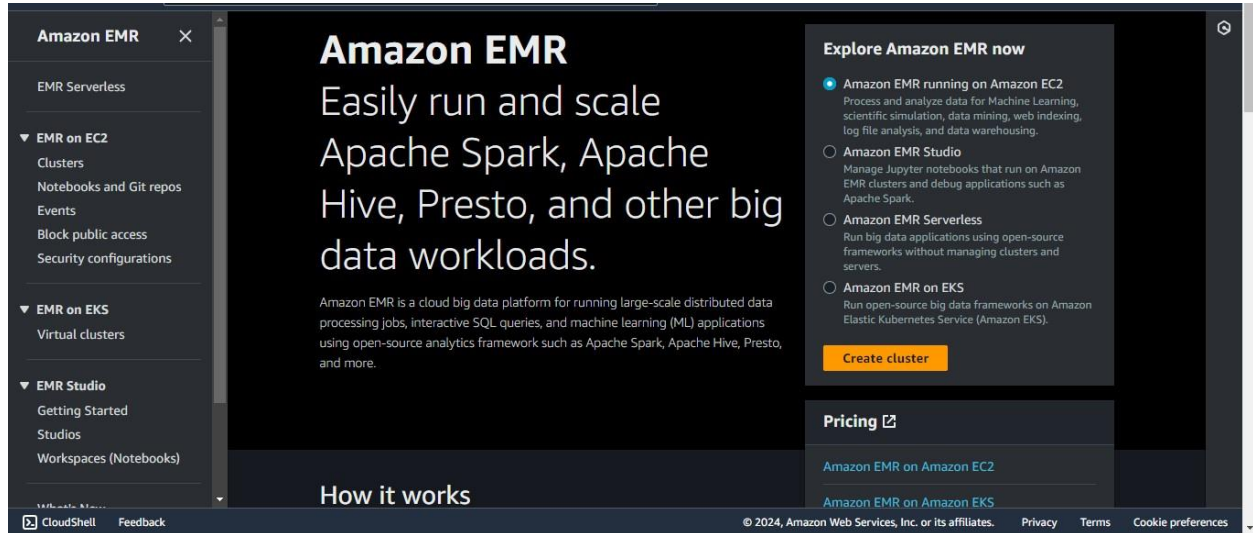 Amazon EMR
EMR Serverless
EMR on EC2
Clusters
Notebooks and Git repos
Events
Block public access
Security configurations
EMR on EKS
Virtual clusters
EMR Studio
Getting Started
Studios
Workspaces (Notebooks)
What's New
Amazon EMR
Easily run and scale
Apache Spark, Apache
Hive, Presto, and other big
data workloads.
Amazon EMR is a cloud big data platform for running large-scale distributed data
processing jobs, interactive SQL queries, and machine learning (ML) applications
using open-source analytics framework such as Apache Spark, Apache Hive, Presto,
and more.
How it works
Explore Amazon EMR now
Amazon EMR running on Amazon EC2
Process and analyze data for Machine Learning,
scientific simulation, data mining, web indexing,
log file analysis, and data warehousing.
Amazon EMR Studio
Manage Jupyter notebooks that run on Amazon
EMR clusters and debug applications such as
Apache Spark.
Amazon EMR Serverless
Run big data applications using open-source
frameworks without managing clusters and
servers.
Amazon EMR on EKS
Run open-source big data frameworks on Amazon
Elastic Kubernetes Service (Amazon EKS).
Create cluster
Pricing
Amazon EMR on Amazon EC2
Amazon EMR on Amazon EKS
CloudShell Feedback
© 2024, Amazon Web Services, Inc. or its affiliates. Privacy Terms Cookie preferences